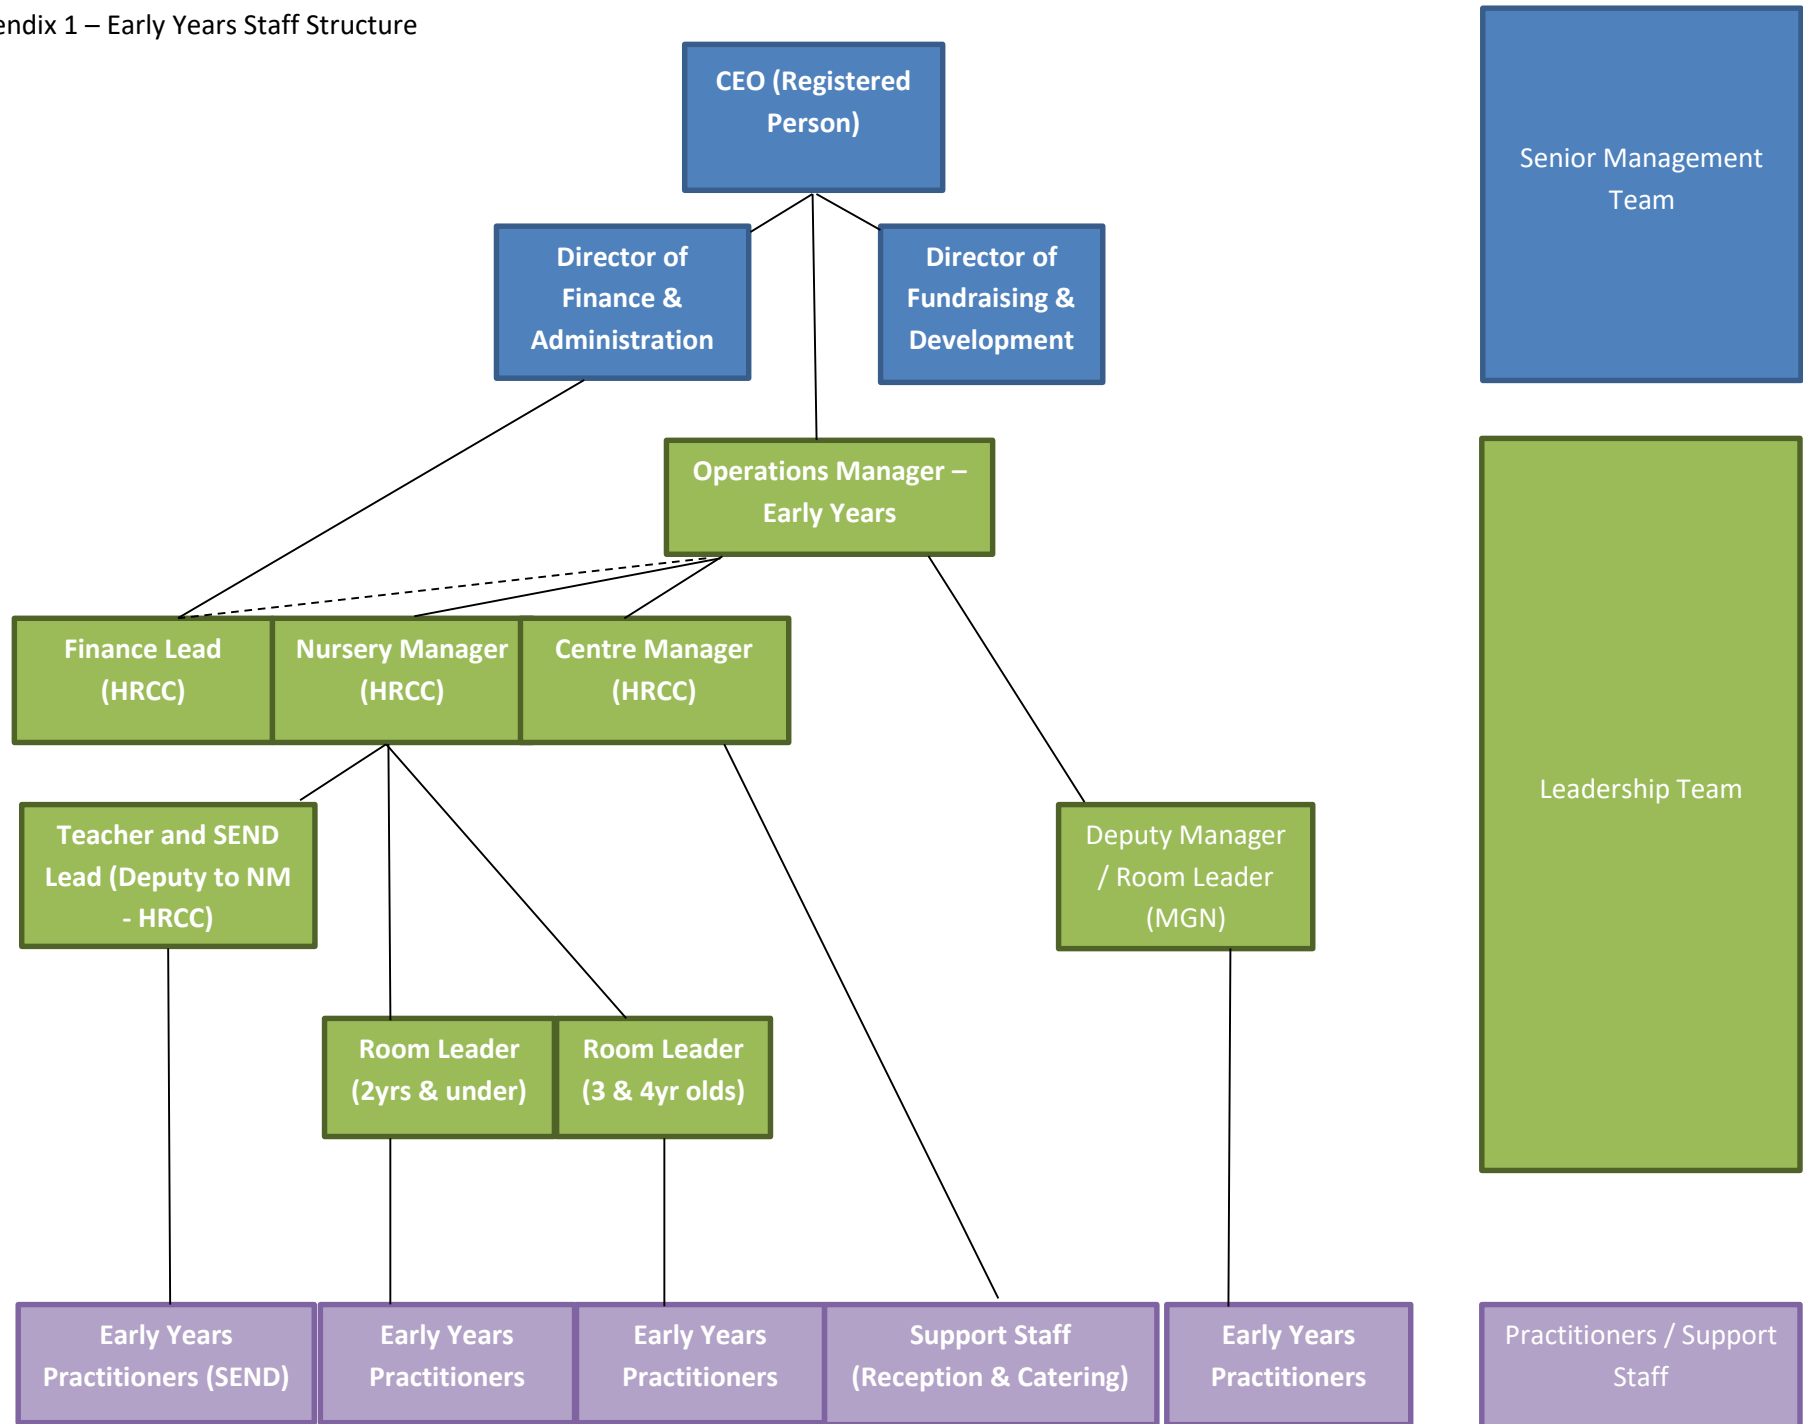 endix 1 – Early Years Staff Structure
CEO (Registered
Person)
Senior Management
Team
Director of
Finance &
Administration
Director of
Fundraising &
Development
Operations Manager –
Early Years
Finance Lead
(HRCC)
Nursery Manager
(HRCC)
Centre Manager
(HRCC)
Leadership Team
Teacher and SEND
Lead (Deputy to NM
- HRCC)
Deputy Manager
/ Room Leader
(MGN)
Room Leader
(2yrs & under)
Room Leader
(3 & 4yr olds)
Early Years
Practitioners (SEND)
Early Years
Practitioners
Early Years
Practitioners
Support Staff
(Reception & Catering)
Early Years
Practitioners
Practitioners / Support
Staff